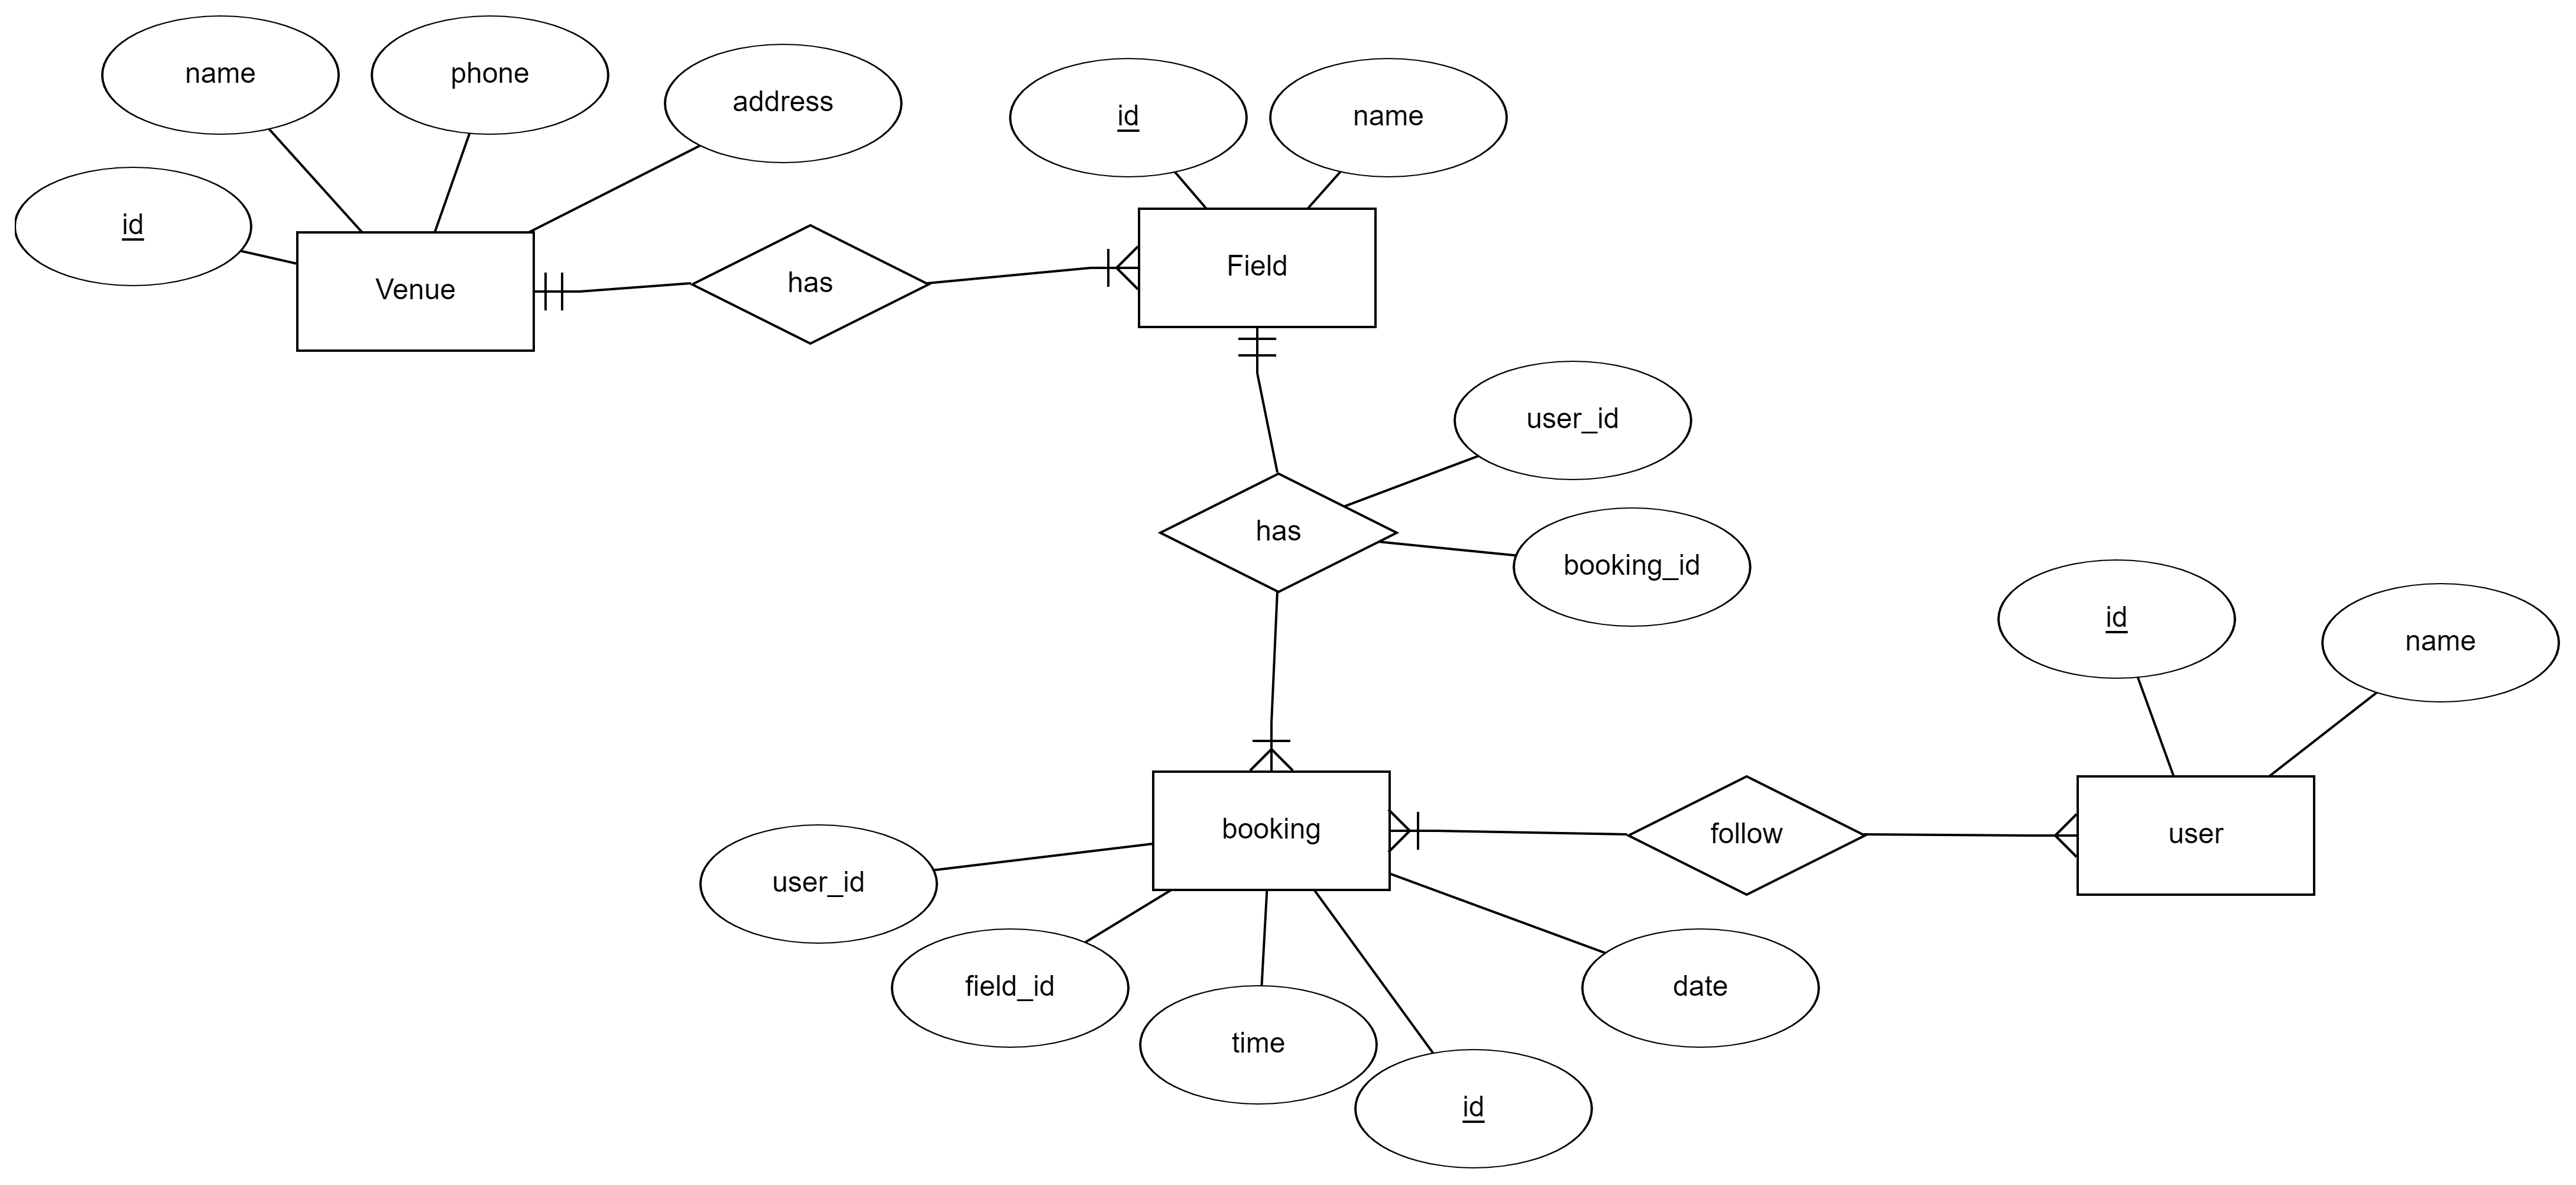 name
phone
address
id
name
id
Venue
has
Field
user_id
has
booking_id
id
name
booking
follow
user
user_id
field_id
date
time
id